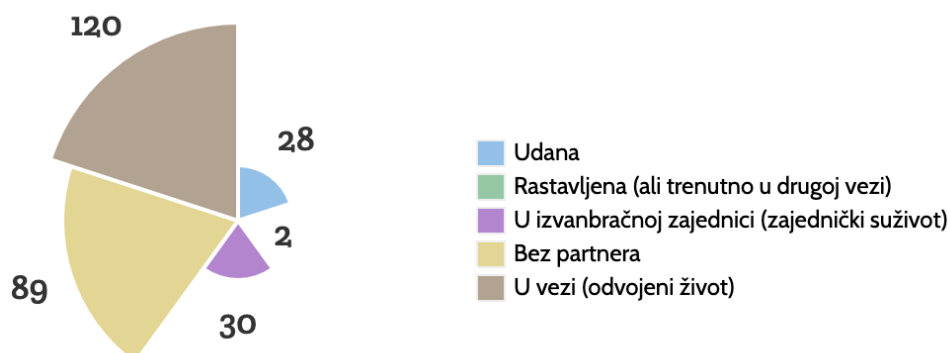 120
28
2
89
30
Udana
Rastavljena (ali trenutno u drugoj vezi)
U izvanbračnoj zajednici (zajednički suživot)
Bez partnera
U vezi (odvojeni život)